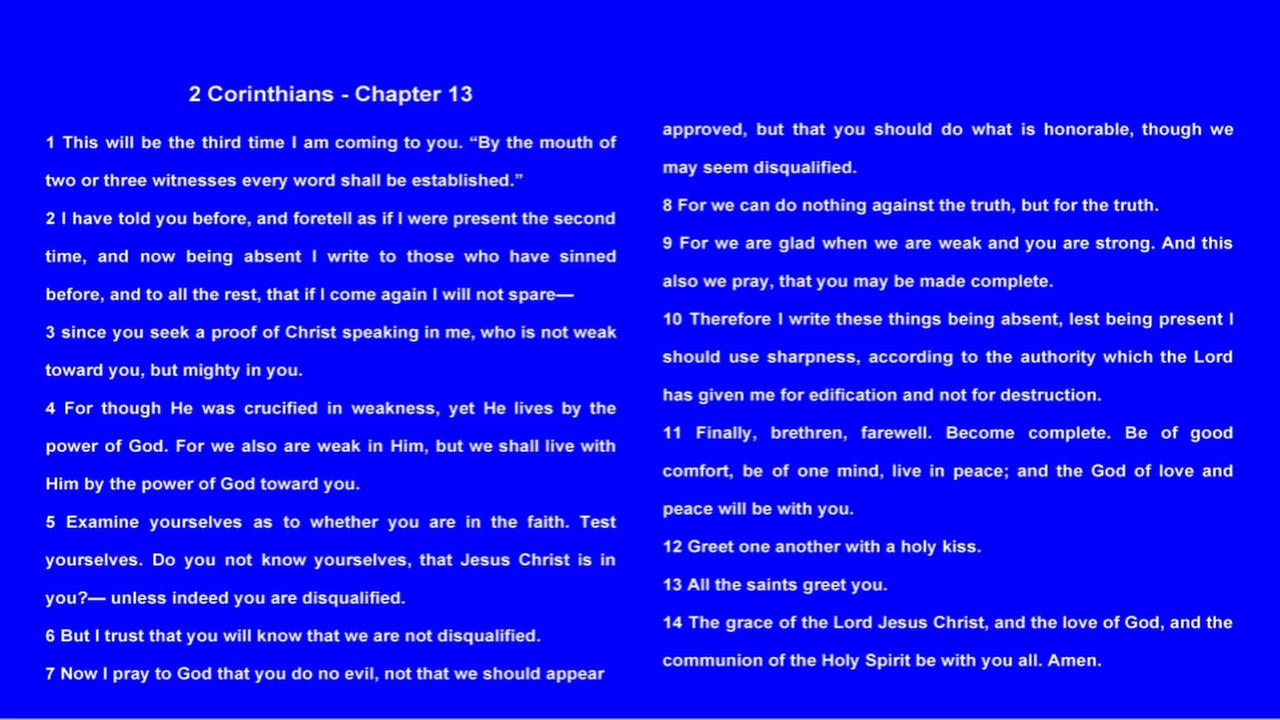 2 Corinthians - Chapter 13
1 This will be the third time I am coming to you. “By the mouth of
two or three witnesses every word shall be established.”
2 I have told you before, and foretell as if I were present the second
time, and now being absent I write to those who have sinned
before, and to all the rest, that if I come again I will not spare—
3 since you seek a proof of Christ speaking in me, who is not weak
toward you, but mighty in you.
4 For though He was crucified in weakness, yet He lives by the
power of God. For we also are weak in Him, but we shall live with
Him by the power of God toward you.
5 Examine yourselves as to whether you are in the faith. Test
yourselves. Do you not know yourselves, that Jesus Christ is in
you?— unless indeed you are disqualified.
6 But I trust that you will know that we are not disqualified.
7 Now I pray to God that you do no evil, not that we should appear
approved, but that you should do what is honorable, though we
may seem disqualified.
8 For we can do nothing against the truth, but for the truth.
9 For we are glad when we are weak and you are strong. And this
also we pray, that you may be made complete.
10 Therefore I write these things being absent, lest being present I
should use sharpness, according to the authority which the Lord
has given me for edification and not for destruction.
11 Finally, brethren, farewell. Become complete. Be of good
comfort, be of one mind, live in peace; and the God of love and
peace will be with you.
12 Greet one another with a holy kiss.
13 All the saints greet you.
14 The grace of the Lord Jesus Christ, and the love of God, and the
communion of the Holy Spirit be with you all. Amen.